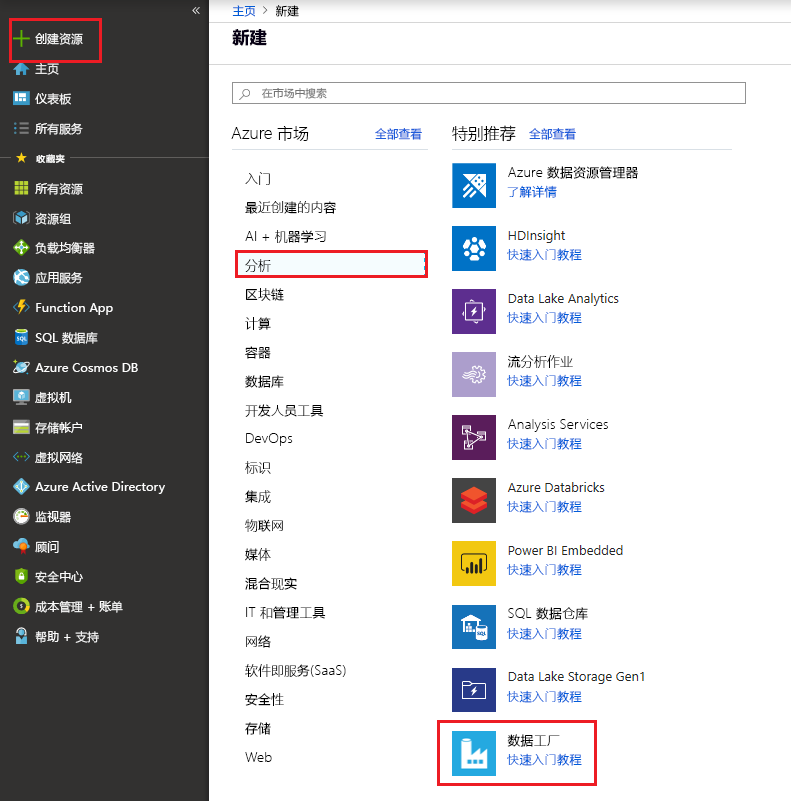 «
创建资源
主页
仪表板
所有服务
收藏夹
所有资源
资源组
负载均衡器
应用服务
Function App
SQL 数据库
Azure Cosmos DB
虚拟机
存储帐户
虚拟网络
Azure Active Directory
监视器
顾问
安全中心
成本管理 + 账单
帮助 + 支持
主页 > 新建
新建
在市场中搜索
Azure 市场 全部查看
入门
最近创建的内容
AI + 机器学习
分析
区块链
计算
容器
数据库
开发人员工具
DevOps
标识
集成
物联网
媒体
混合现实
IT 和管理工具
网络
软件即服务(SaaS)
安全性
存储
Web
特别推荐 全部查看
Azure 数据资源管理器
了解详情
HDInsight
快速入门教程
Data Lake Analytics
快速入门教程
流分析作业
快速入门教程
Analysis Services
快速入门教程
Azure Databricks
快速入门教程
Power BI Embedded
快速入门教程
SQL 数据仓库
快速入门教程
Data Lake Storage Gen1
快速入门教程
数据工厂
快速入门教程